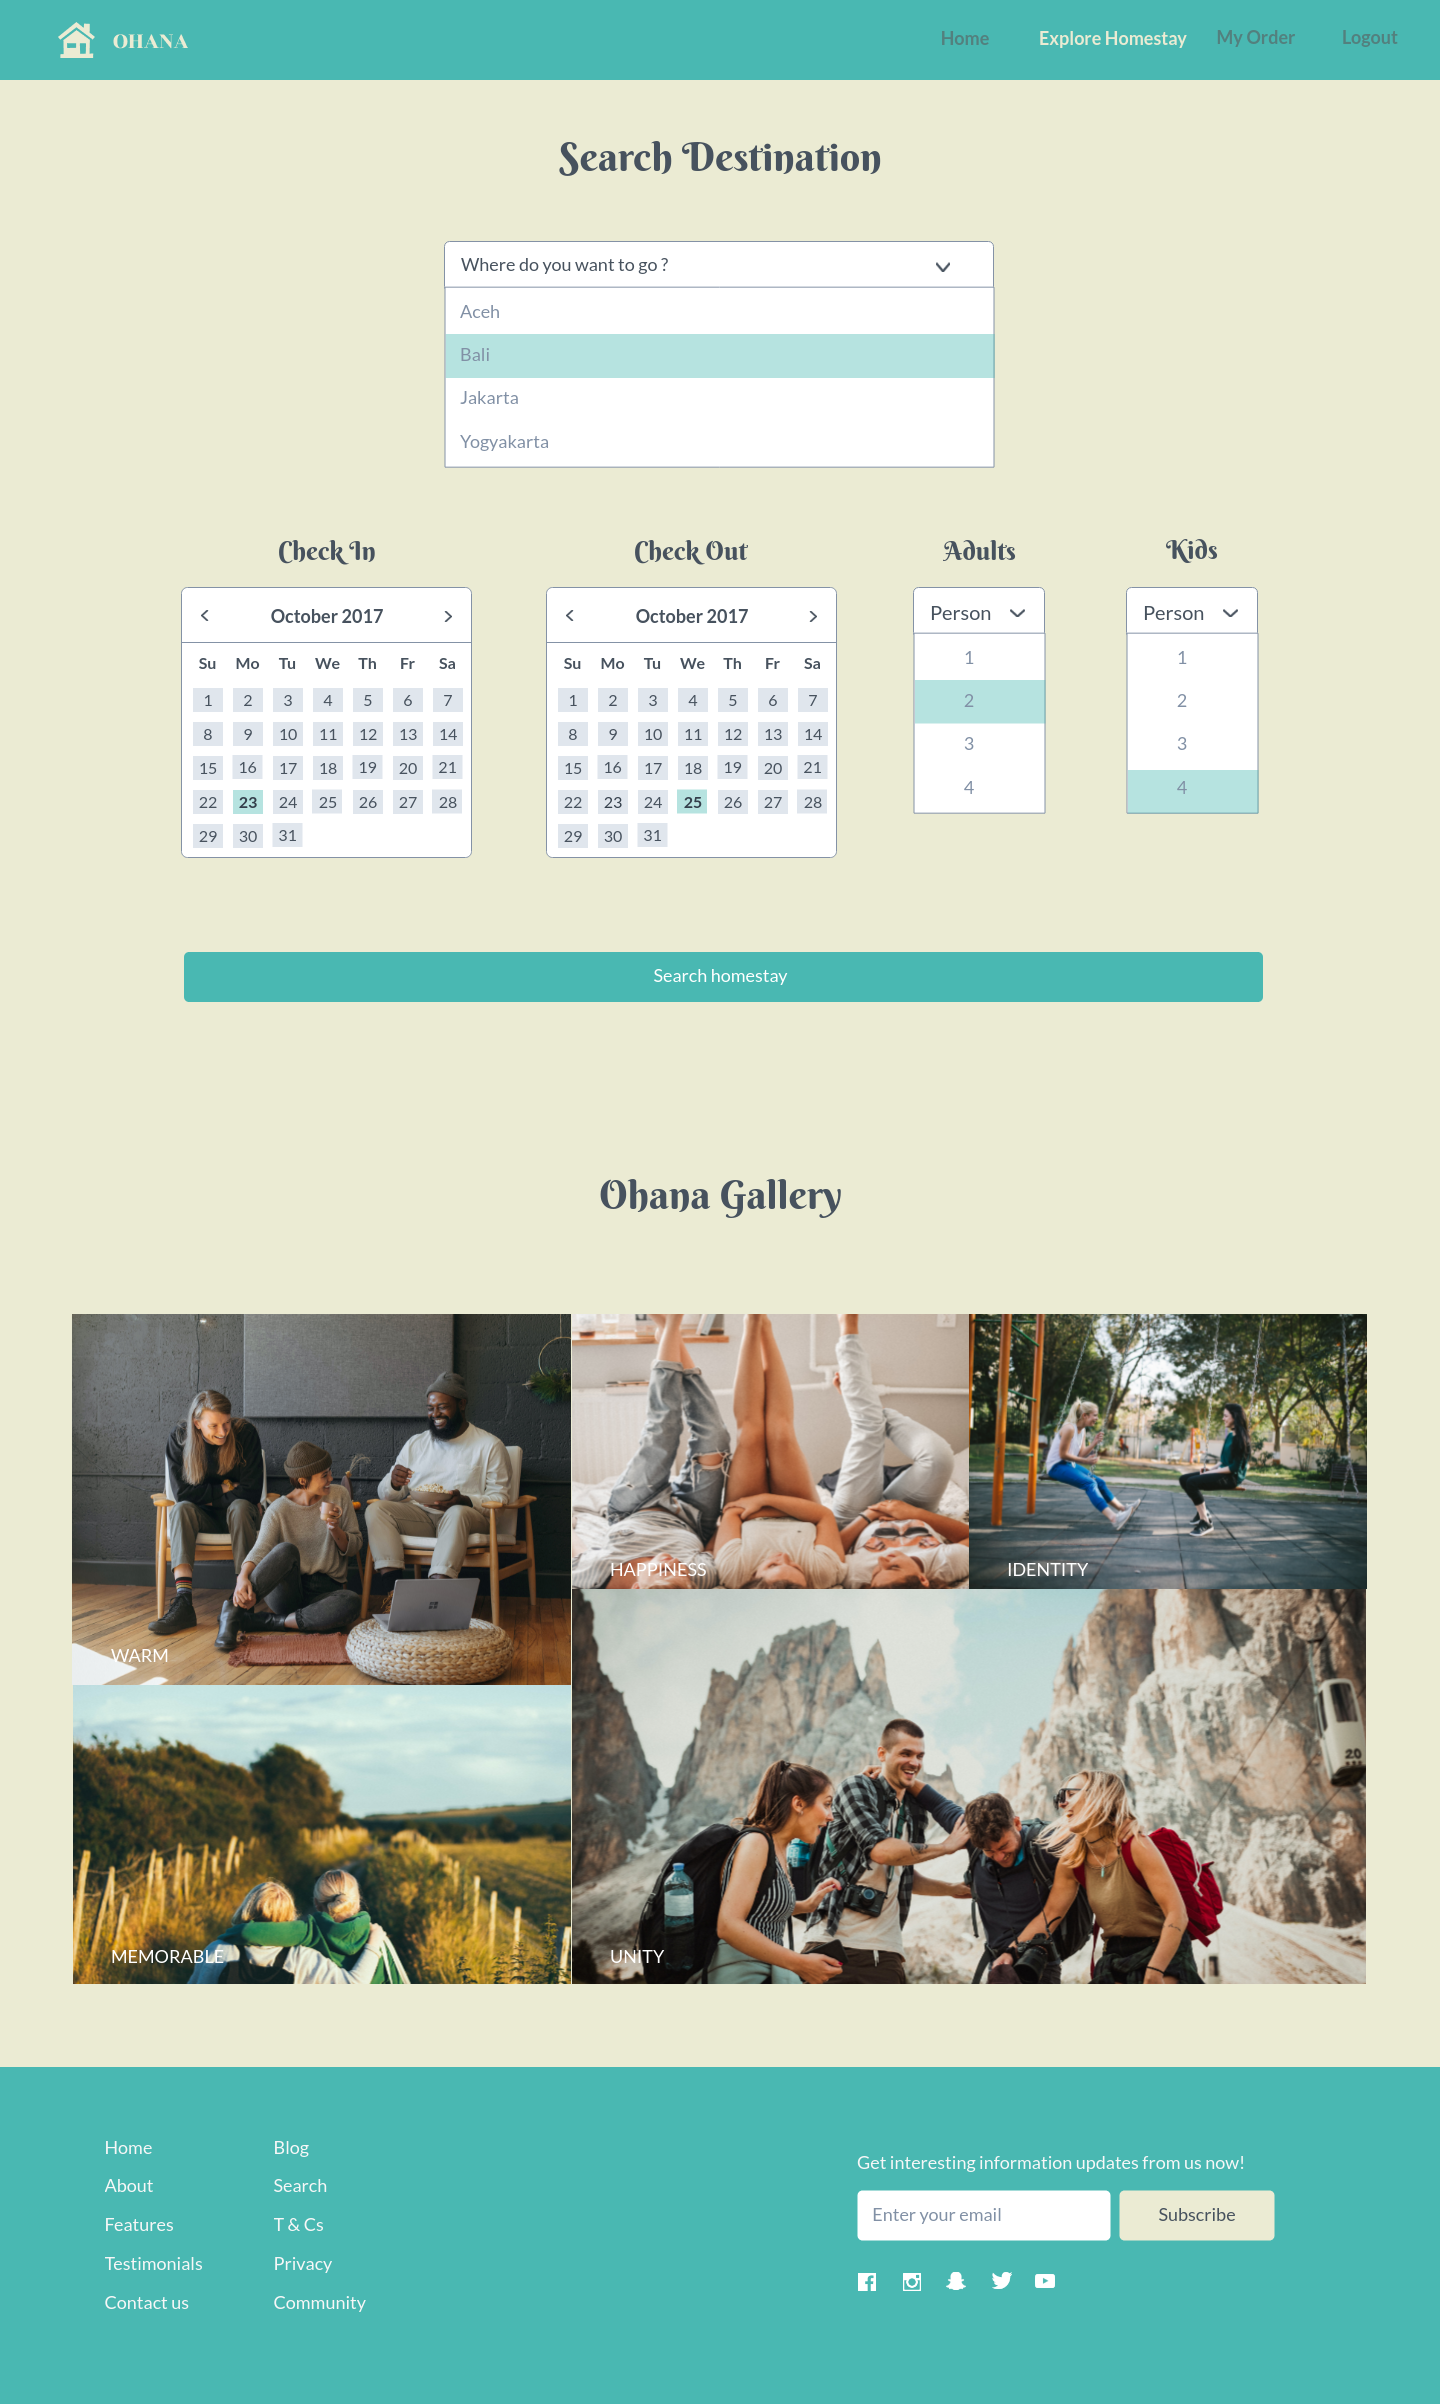 OHANA
Home Explore Homestay My Order Logout
Search Destination
Where do you want to go ?
Aceh
Bali
Jakarta
Yogyakarta
Check In
October 2017
Su Mo Tu We Th Fr Sa
1 2 3 4 5 6 7
8 9 10 11 12 13 14
15 16 17 18 19 20 21
22 23 24 25 26 27 28
29 30 31
Check Out
October 2017
Su Mo Tu We Th Fr Sa
1 2 3 4 5 6 7
8 9 10 11 12 13 14
15 16 17 18 19 20 21
22 23 24 25 26 27 28
29 30 31
Adults
Person
1
2
3
4
Kids
Person
1
2
3
4
Search homestay
Ohana Gallery
WARM
HAPPINESS
IDENTITY
MEMORABLE
UNITY
20
Home
About
Features
Testimonials
Contact us
Blog
Search
T & Cs
Privacy
Community
Get interesting information updates from us now!
Enter your email
Subscribe